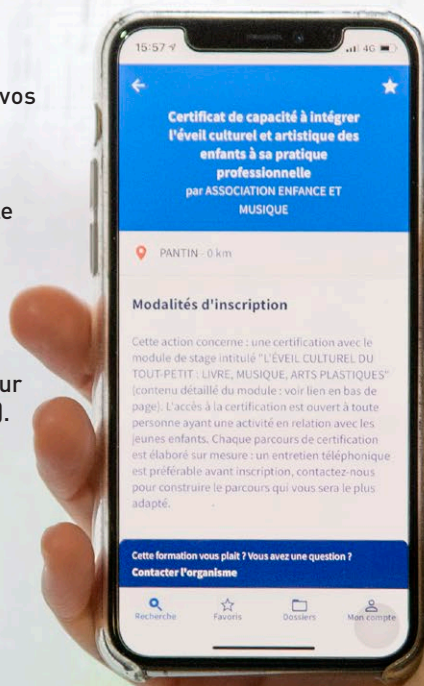 vos
ur
).
15:57
4G
Certificat de capacité à intégrer
l'éveil culturel et artistique des
enfants à sa pratique
professionnelle
par ASSOCIATION ENFANCE ET
MUSIQUE
PANTIN - 0 km
Modalités d'inscription
Cette action concerne : une certification avec le
module de stage intitulé "L'ÉVEIL CULTUREL DU
TOUT-PETIT : LIVRE, MUSIQUE, ARTS PLASTIQUES"
(contenu détaillé du module : voir lien en bas de
page). L'accès à la certification est ouvert à toute
personne ayant une activité en relation avec les
jeunes enfants. Chaque parcours de certification
est élaboré sur mesure : un entretien téléphonique
est préférable avant inscription, contactez-nous
pour construire le parcours qui vous sera le plus
adapté.
Cette formation vous plait ? Vous avez une question ?
Contacter l'organisme
Recherche
Favoris
Dossiers
Mon compte